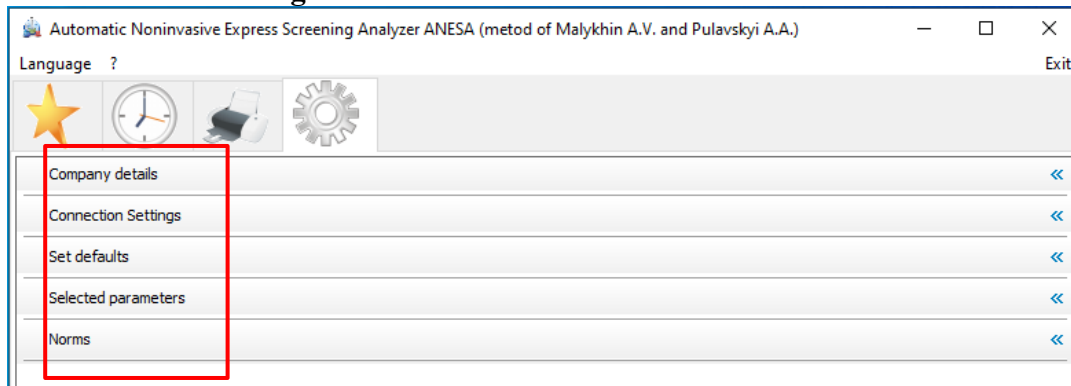 Automatic Noninvasive Express Screening Analyzer ANESA (metod of Malykhin A.V. and Pulavskyi A.A.)
Language ? Exit
Company details
Connection Settings
Set defaults
Selected parameters
Norms